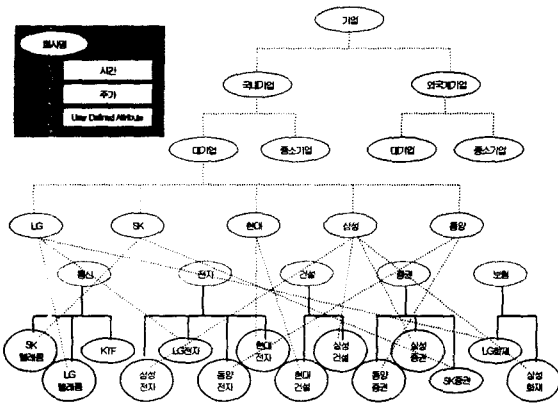 기업
회사명
시간
주가
User Defined Attribute
국내기업
외국계기업
대기업
중소기업
대기업
중소기업
LG
SK
현대
삼성
동양
통신
전자
건설
증권
보험
SK
텔레콤
LG
텔레콤
KTF
삼성
전자
LG전자
동양
전자
현대
전자
현대
건설
삼성
건설
동양
증권
삼성
증권
SK증권
LG화재
삼성
화재